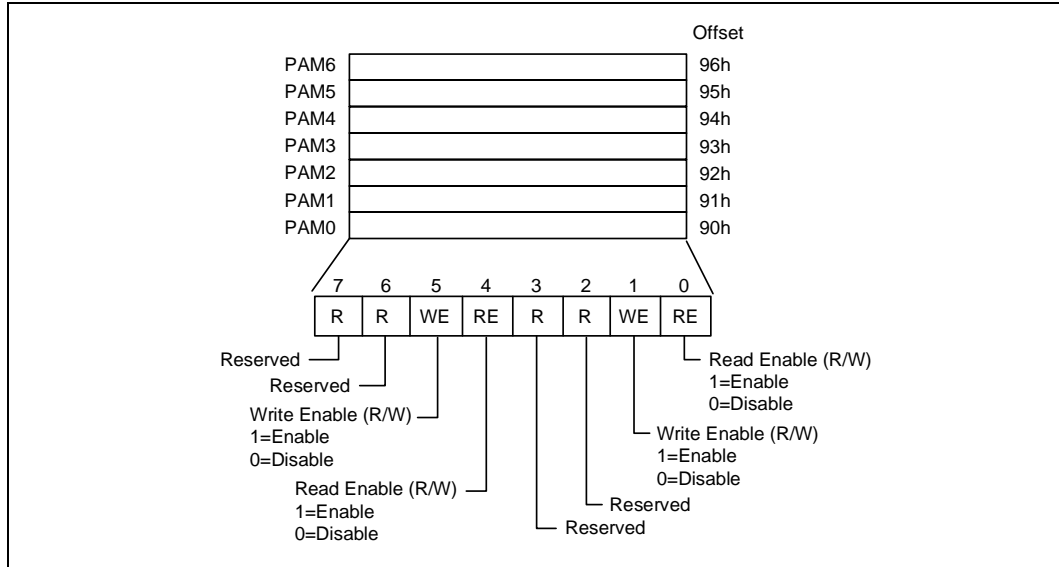 Offset
PAM6 96h
PAM5 95h
PAM4 94h
PAM3 93h
PAM2 92h
PAM1 91h
PAM0 90h
7 6 5 4 3 2 1 0
R R WE RE R R WE RE
Reserved
Reserved
Write Enable (R/W)
1=Enable
0=Disable
Read Enable (R/W)
1=Enable
0=Disable
Read Enable (R/W)
1=Enable
0=Disable
Write Enable (R/W)
1=Enable
0=Disable
Reserved
Reserved